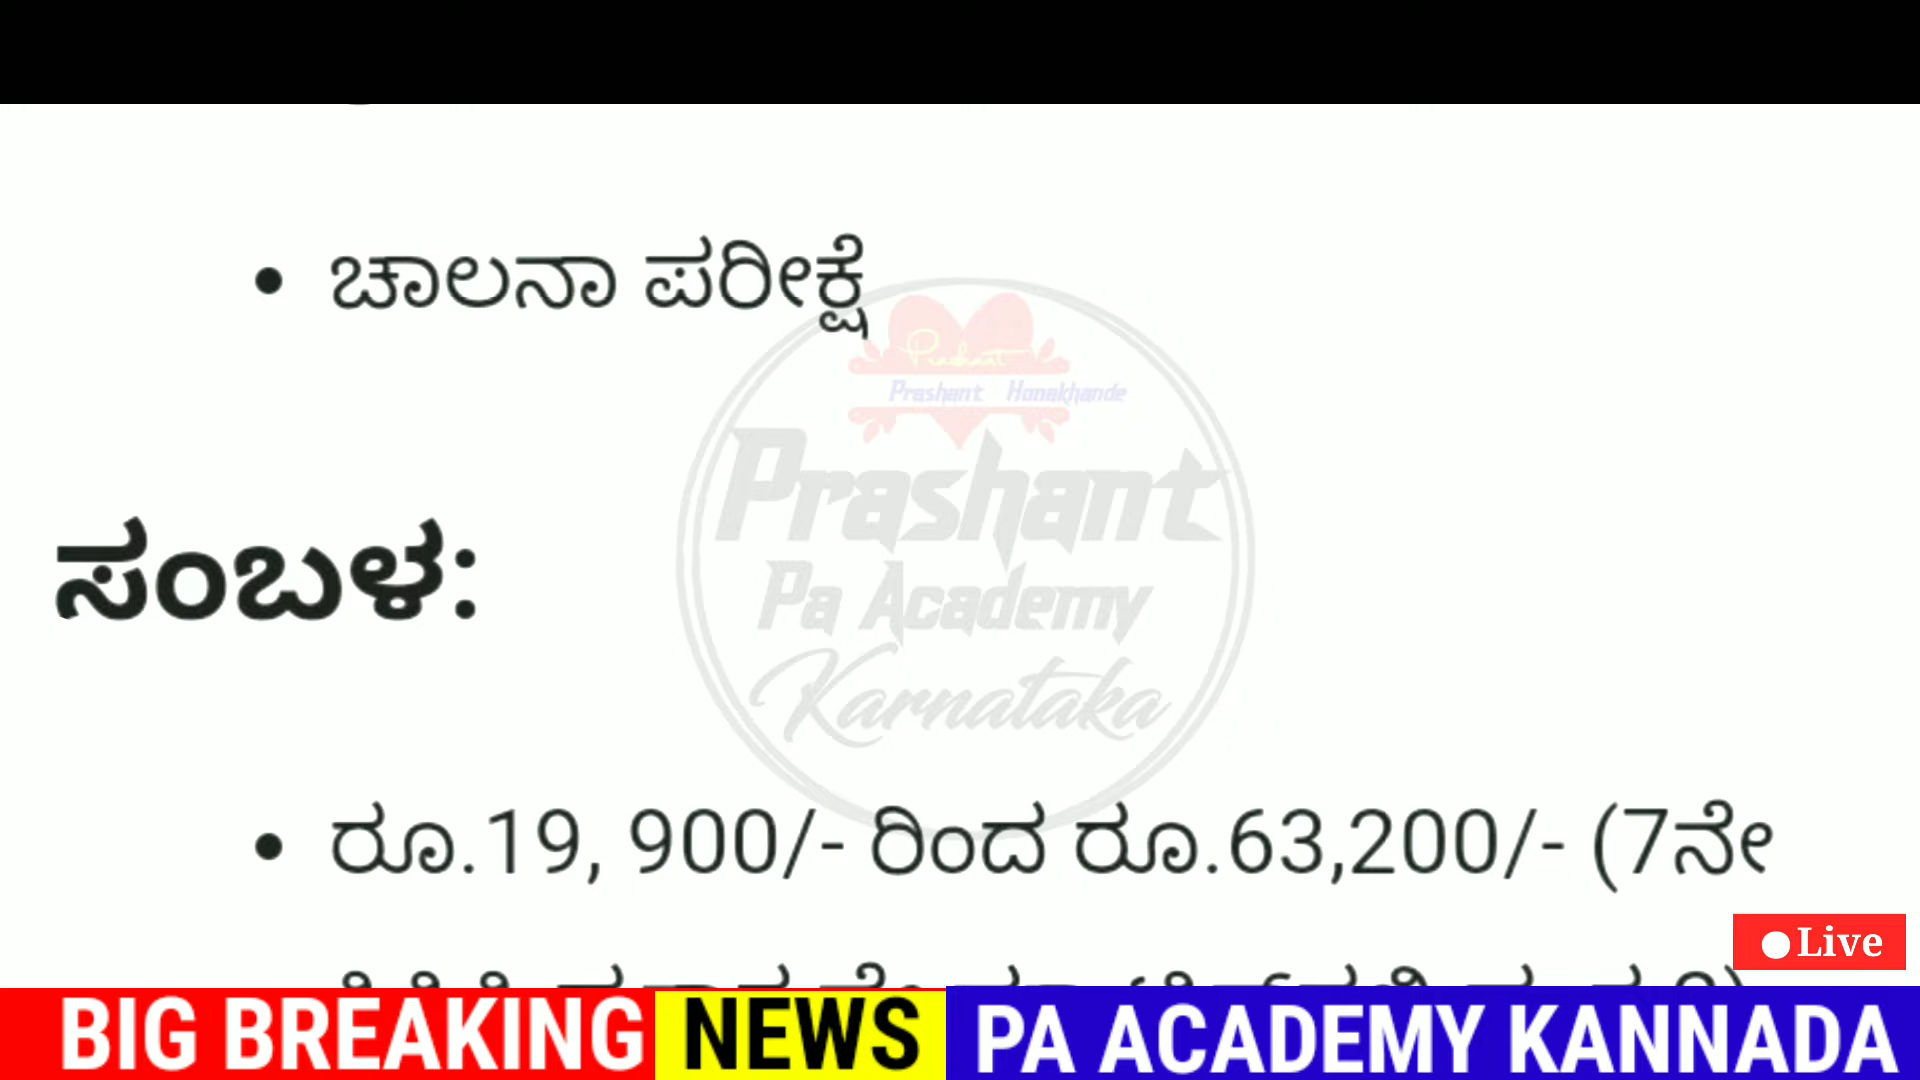 ಚಾಲನಾ ಪರೀಕ್ಷೆ
Prashant
Prashant Honakhande
Prashant
Pa Academy
Karnataka
ಸಂಬಳ:
ರೂ.19, 900/- ರಿಂದ ರೂ.63,200/- (7ನೇ
Live
BIG BREAKING NEWS PA ACADEMY KANNADA